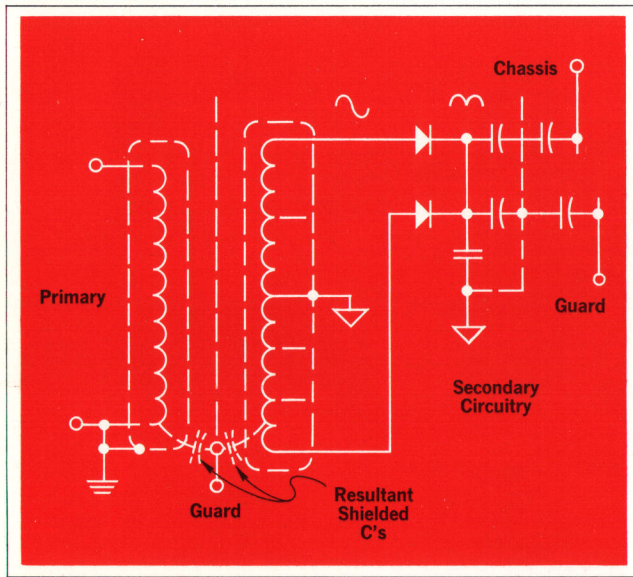 Chassis
Primary
Guard
Secondary
Circuitry
Guard
Resultant
Shielded
C's